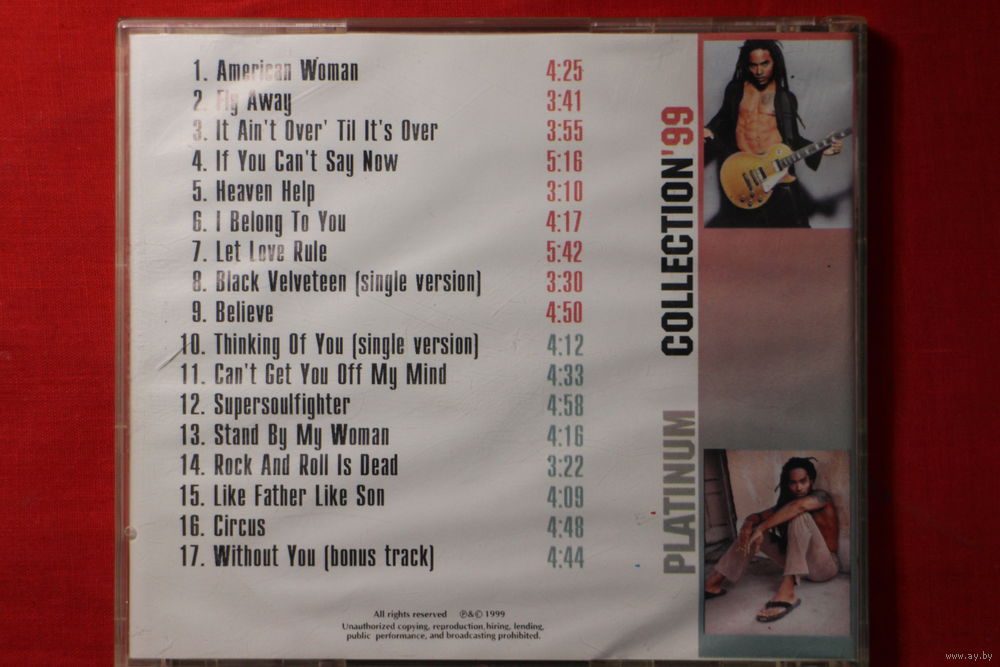 1. American Woman 4:25
2. Fly Away 3:41
3. It Ain't Over' Til It's Over 3:55
4. If You Can't Say Now 5:16
5. Heaven Help 3:10
6. I Belong To You 4:17
7. Let Love Rule 5:42
8. Black Velveteen (single version) 3:30
9. Believe 4:50
10. Thinking Of You (single version) 4:12
11. Can't Get You Off My Mind 4:33
12. Supersoulfighter 4:58
13. Stand By My Woman 4:16
14. Rock And Roll Is Dead 3:22
15. Like Father Like Son 4:09
16. Circus 4:48
17. Without You (bonus track) 4:44
PLATINUM COLLECTION'99
All rights reserved ℗&© 1999
Unauthorized copying, reproduction, hiring, lending,
public performance, and broadcasting prohibited.
www.ay.by